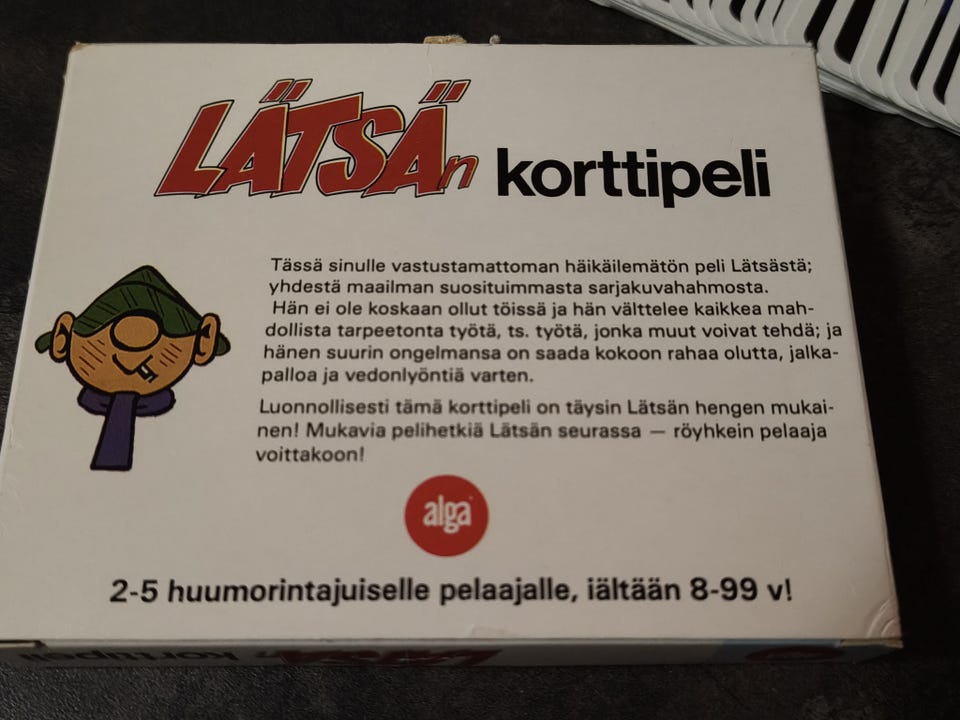 LÄTSÄn korttipeli
Tässä sinulle vastustamattoman häikäilemätön peli Lätsästä;
yhdestä maailman suosituimmasta sarjakuvahahmosta.
Hän ei ole koskaan ollut töissä ja hän välttelee kaikkea mah-
dollista tarpeetonta työtä, ts. työtä, jonka muut voivat tehdä; ja
hänen suurin ongelmansa on saada kokoon rahaa olutta, jalka-
palloa ja vedonlyöntiä varten.
Luonnollisesti tämä korttipeli on täysin Lätsän hengen mukai-
nen! Mukavia pelihetkiä Lätsän seurassa — röyhkein pelaaja
voittakoon!
alga
2-5 huumorintajuiselle pelaajalle, iältään 8-99 v!
LÄTSÄn korttipeli